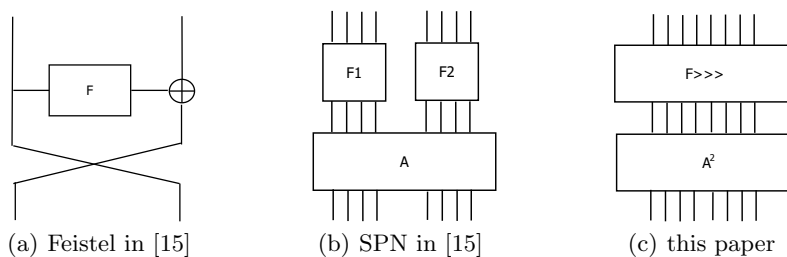 F
F1 F2
A
F>>>
A²
(a) Feistel in [15]
(b) SPN in [15]
(c) this paper